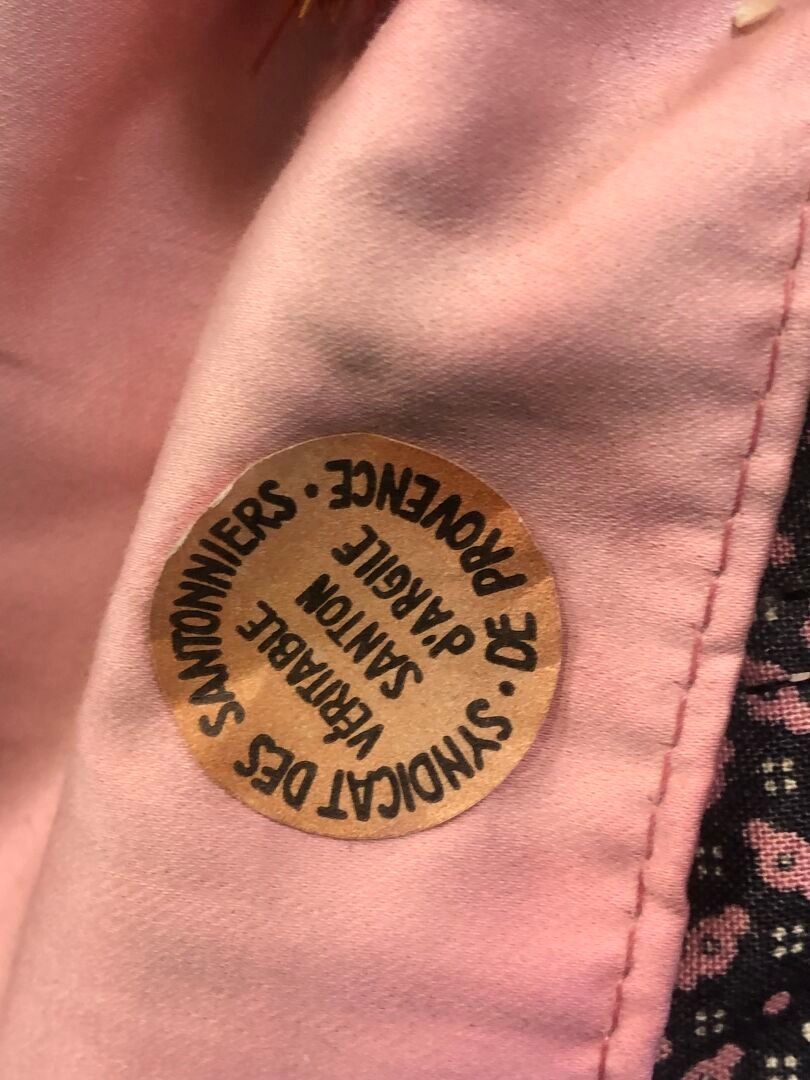 SYNDICAT DES SANTONNIERS · DE PROVENCE ·
VÉRITABLE
SANTON
D'ARGILE